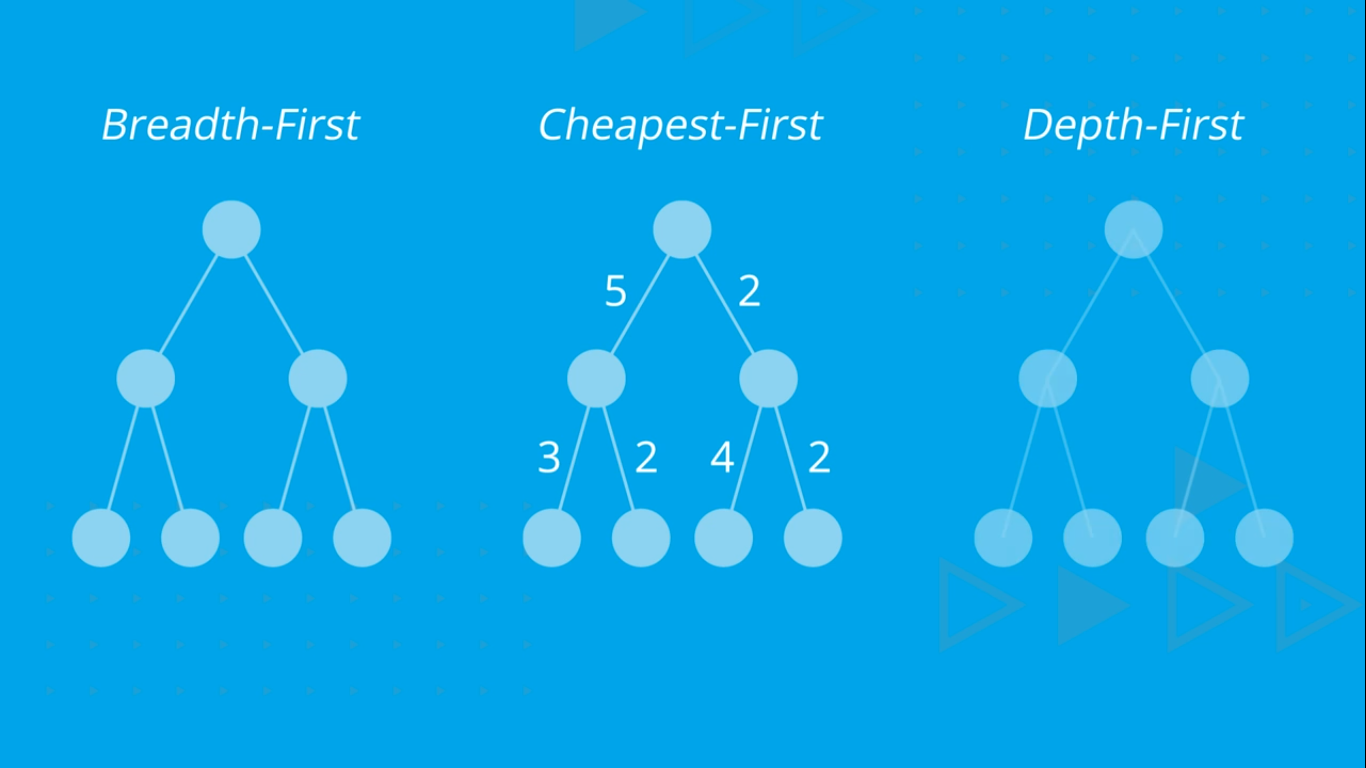 Breadth-First
Cheapest-First
Depth-First
5 2
3 2 4 2